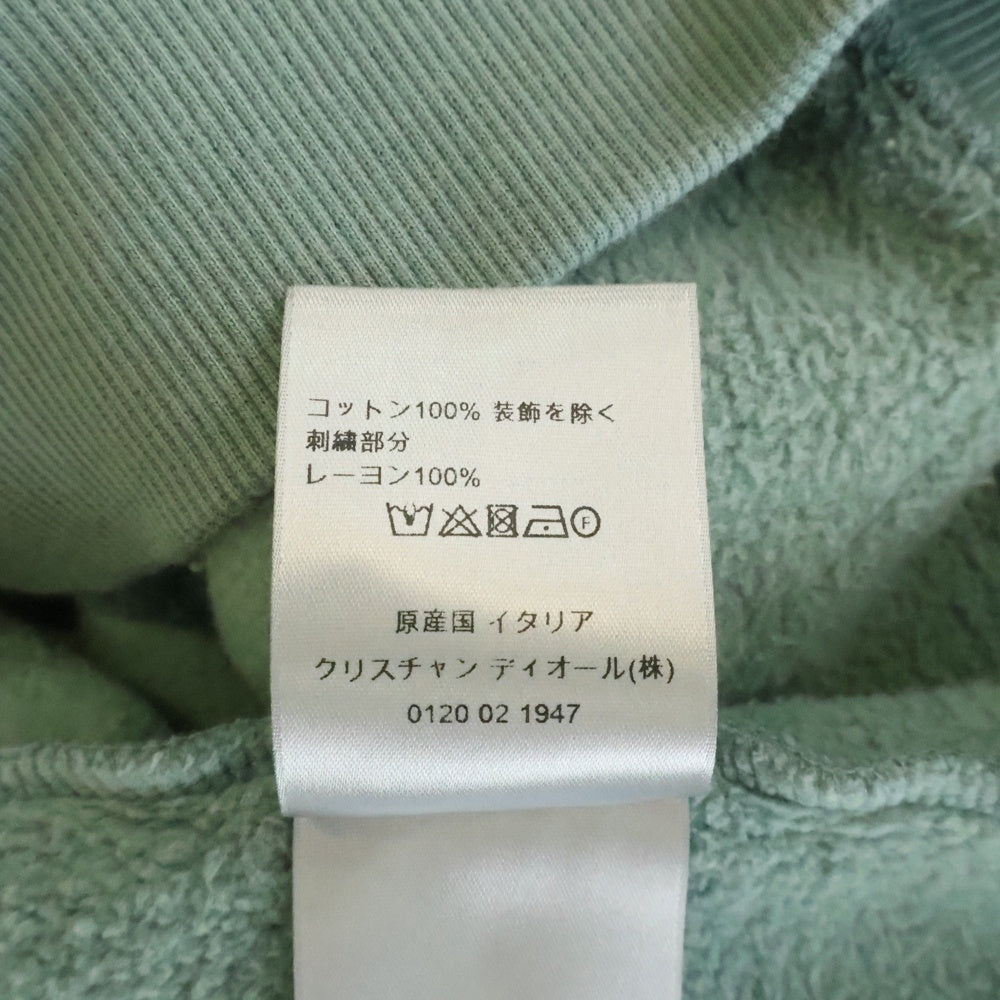 コットン100% 装飾を除く
刺繍部分
レーヨン100%
F
原産国 イタリア
クリスチャン ディオール(株)
0120 02 1947